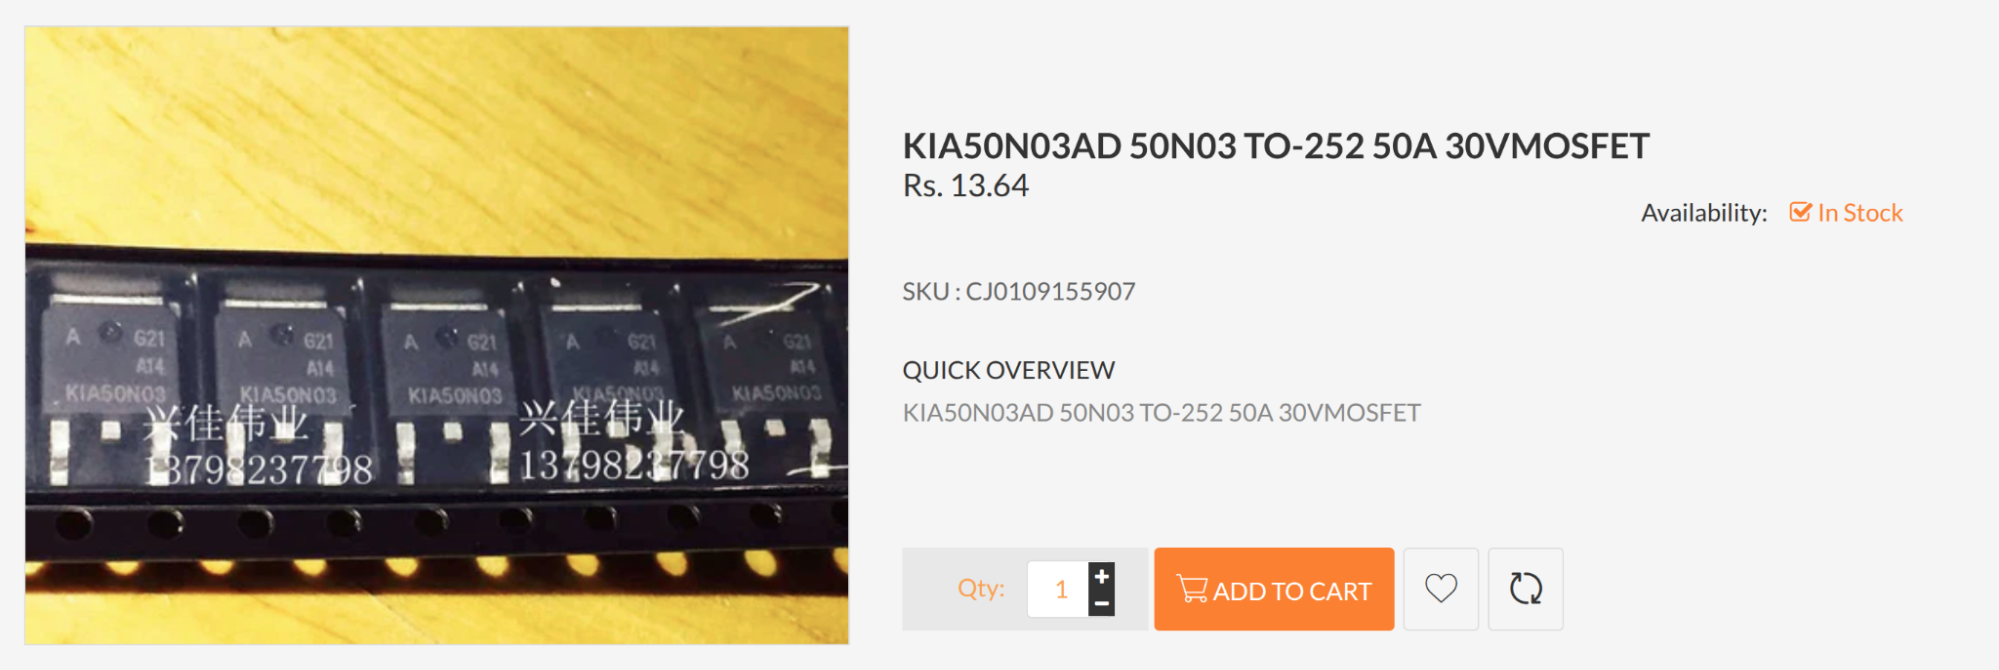 KIA50N03AD 50N03 TO-252 50A 30VMOSFET
Rs. 13.64
Availability: In Stock
SKU : CJ0109155907
QUICK OVERVIEW
KIA50N03AD 50N03 TO-252 50A 30VMOSFET
Qty: 1 + -
ADD TO CART
A G21
A14
KIA50N03
A G21
A14
KIA50N03
A G21
A14
KIA50N03
A G21
A14
KIA50N03
A G21
A14
KIA50N03
兴佳伟业
13798237798
兴佳伟业
13798237798